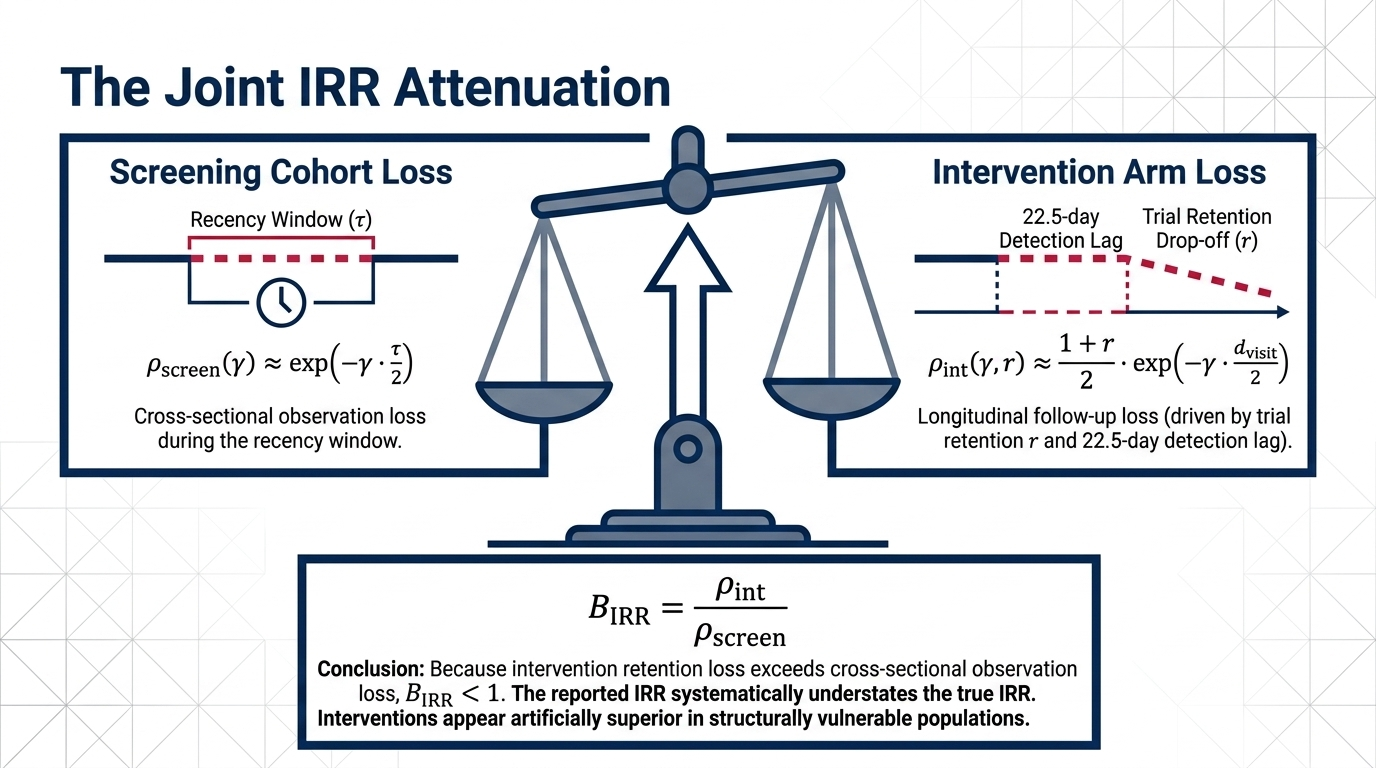 The Joint IRR Attenuation
Screening Cohort Loss
Recency Window (τ)
ρ_screen(γ) ≈ exp(−γ · τ/2)
Cross-sectional observation loss
during the recency window.
Intervention Arm Loss
22.5-day
Detection Lag
Trial Retention
Drop-off (r)
ρ_int(γ, r) ≈ (1 + r)/2 · exp(−γ · d_visit/2)
Longitudinal follow-up loss (driven by trial
retention r and 22.5-day detection lag).
B_IRR = ρ_int/ρ_screen
Conclusion: Because intervention retention loss exceeds cross-sectional observation
loss, B_IRR < 1. The reported IRR systematically understates the true IRR.
Interventions appear artificially superior in structurally vulnerable populations.